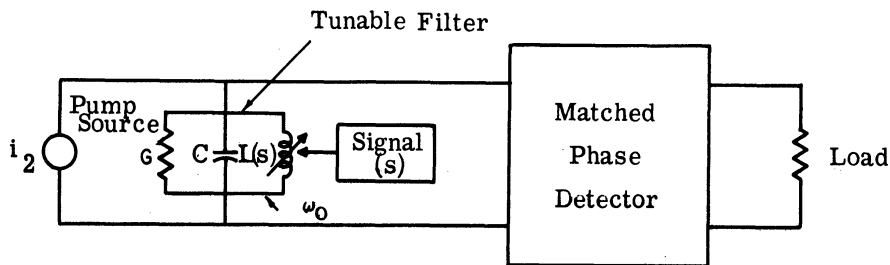 Tunable Filter
Pump
Source
i2
G
C
L(s)
Signal
(s)
ω0
Matched
Phase
Detector
Load